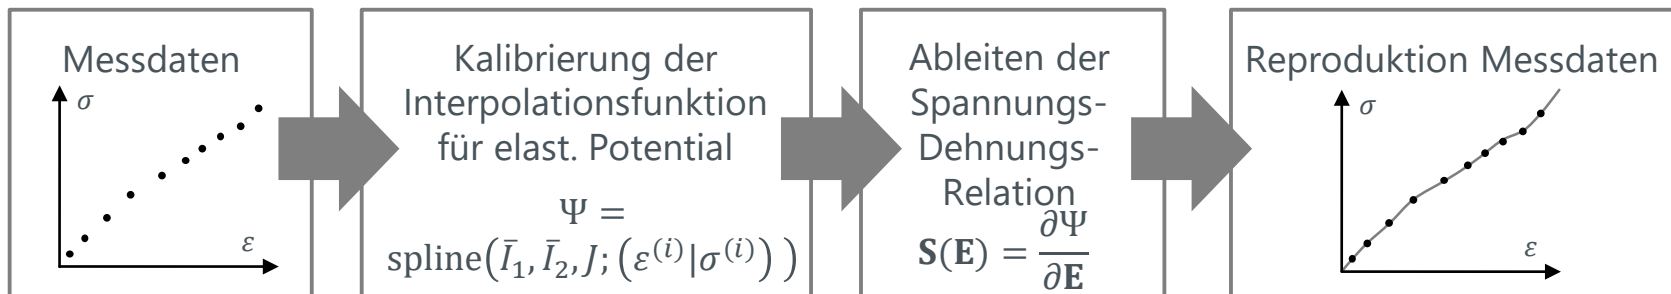 Messdaten
σ
ε
Kalibrierung der
Interpolationsfunktion
für elast. Potential
Ψ =
spline(Ī₁, Ī₂, J; (ε⁽ⁱ⁾|σ⁽ⁱ⁾) )
Ableiten der
Spannungs-
Dehnungs-
Relation
S(E) = ∂Ψ/∂E
Reproduktion Messdaten
σ
ε